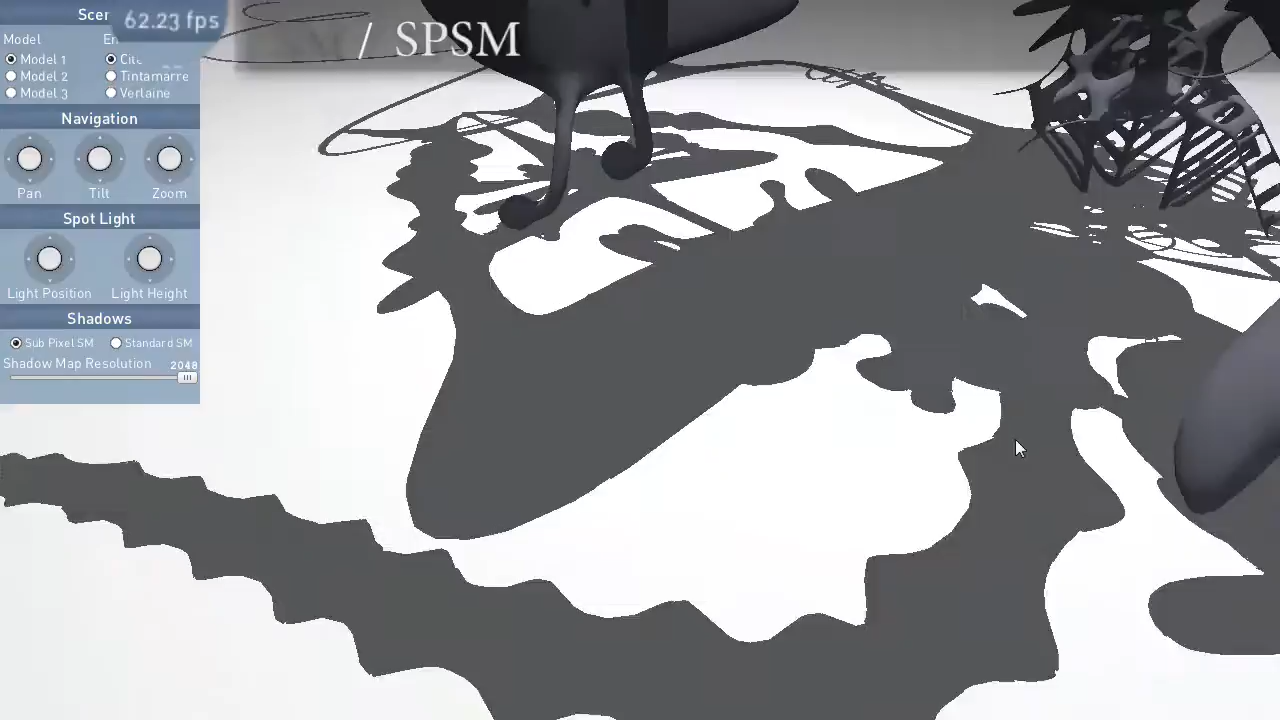 62.23 fps
/ SPSM
Model
Model 1
Model 2
Model 3
Tintamarre
Verlaine
Navigation
Pan Tilt Zoom
Spot Light
Light Position Light Height
Shadows
Sub Pixel SM Standard SM
Shadow Map Resolution 2048